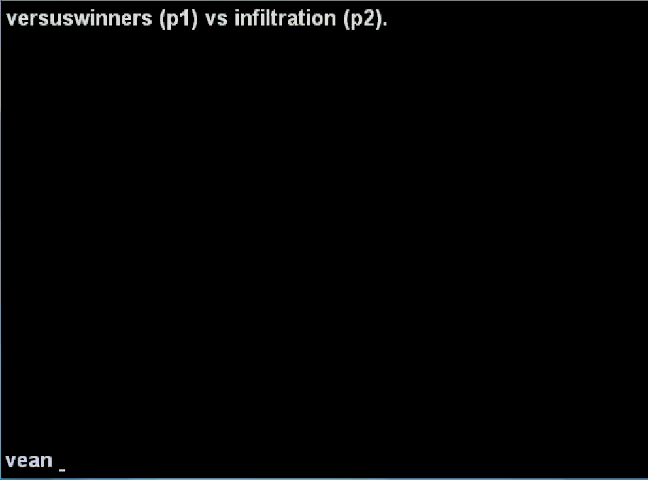 versuswinners (p1) vs infiltration (p2).
vean _